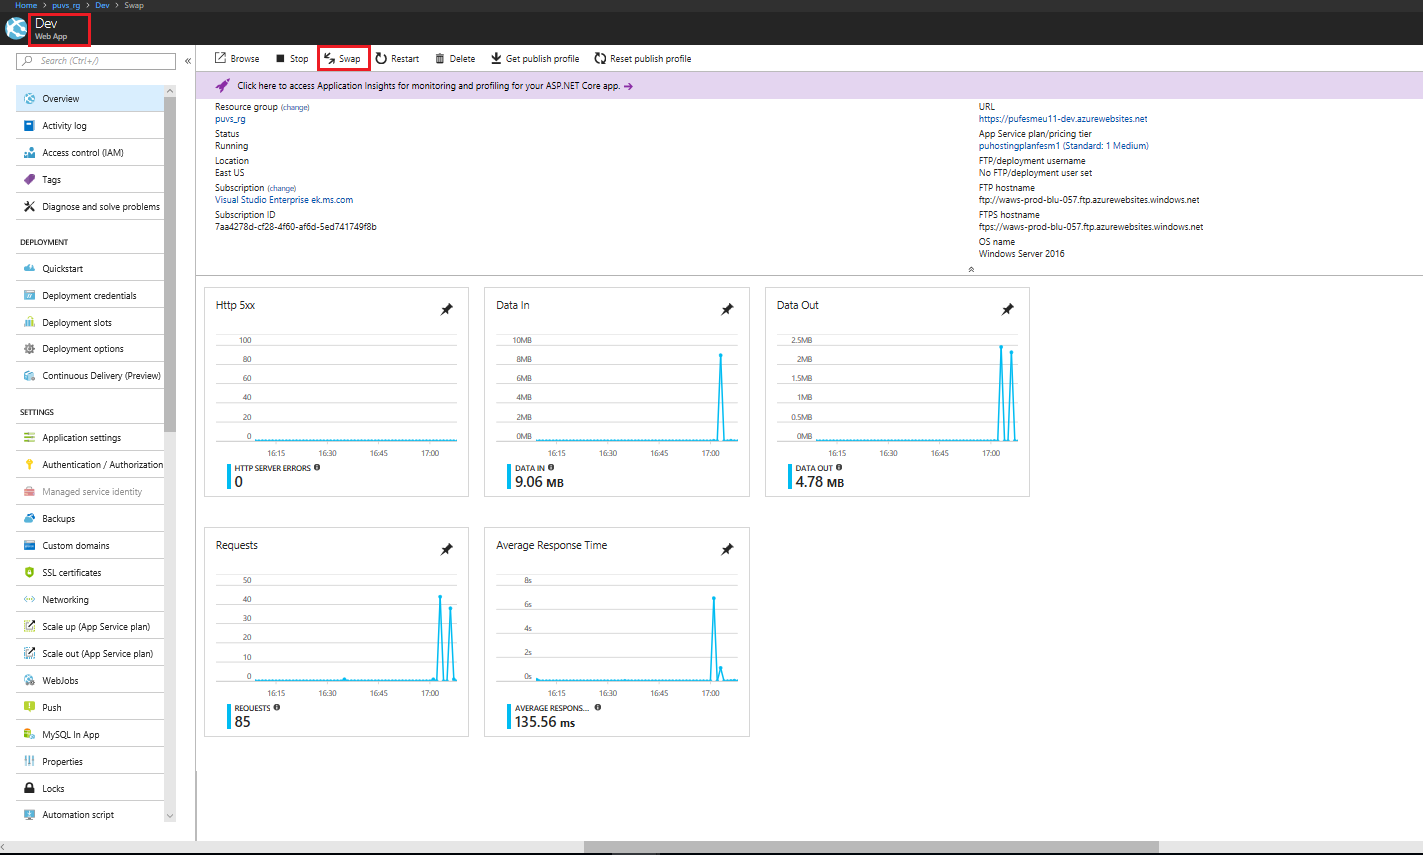 Home > puvs_rg > Dev > Swap
Dev
Web App
Search (Ctrl+/)
«
Overview
Activity log
Access control (IAM)
Tags
Diagnose and solve problems
DEPLOYMENT
Quickstart
Deployment credentials
Deployment slots
Deployment options
Continuous Delivery (Preview)
SETTINGS
Application settings
Authentication / Authorization
Managed service identity
Backups
Custom domains
SSL certificates
Networking
Scale up (App Service plan)
Scale out (App Service plan)
WebJobs
Push
MySQL In App
Properties
Locks
Automation script
Browse Stop Swap Restart Delete Get publish profile Reset publish profile
Click here to access Application Insights for monitoring and profiling for your ASP.NET Core app. →
Resource group (change)
puvs_rg
Status
Running
Location
East US
Subscription (change)
Visual Studio Enterprise ek.ms.com
Subscription ID
7aa4278d-cf28-4f60-af6d-5ed741749f8b
URL
https://pufesmeu11-dev.azurewebsites.net
App Service plan/pricing tier
puhostingplanfesm1 (Standard: 1 Medium)
FTP/deployment username
No FTP/deployment user set
FTP hostname
ftp://waws-prod-blu-057.ftp.azurewebsites.windows.net
FTPS hostname
ftps://waws-prod-blu-057.ftp.azurewebsites.windows.net
OS name
Windows Server 2016
Http 5xx
100
80
60
40
20
0
16:15 16:30 16:45 17:00
HTTP SERVER ERRORS
0
Data In
10MB
8MB
6MB
4MB
2MB
0MB
16:15 16:30 16:45 17:00
DATA IN
9.06 MB
Data Out
2.5MB
2MB
1.5MB
1MB
0.5MB
0MB
16:15 16:30 16:45 17:00
DATA OUT
4.78 MB
Requests
50
40
30
20
10
0
16:15 16:30 16:45 17:00
REQUESTS
85
Average Response Time
8s
6s
4s
2s
0s
16:15 16:30 16:45 17:00
AVERAGE RESPONS...
135.56 ms